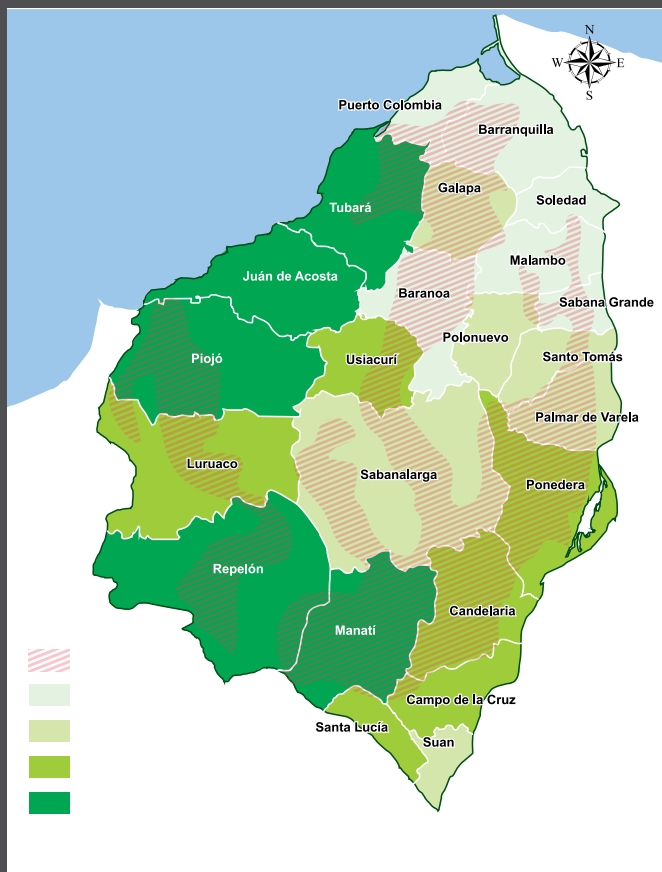 N
W E
S
Puerto Colombia
Barranquilla
Galapa
Soledad
Tubará
Malambo
Juán de Acosta
Baranoa
Sabana Grande
Polonuevo
Piojó
Usiacurí
Santo Tomás
Palmar de Varela
Luruaco
Sabanalarga
Ponedera
Repelón
Candelaria
Manatí
Campo de la Cruz
Santa Lucía
Suan